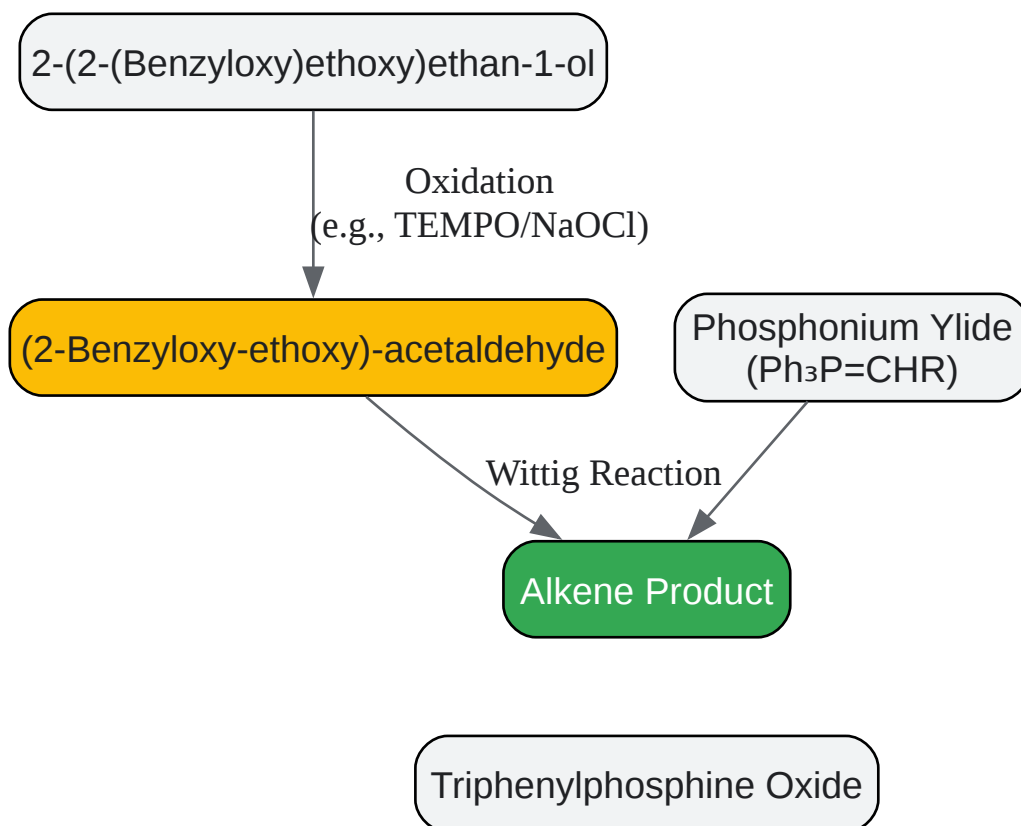 2-(2-(Benzyloxy)ethoxy)ethan-1-ol
Oxidation
(e.g., TEMPO/NaOCl)
(2-Benzyloxy-ethoxy)-acetaldehyde
Phosphonium Ylide
(Ph₃P=CHR)
Wittig Reaction
Alkene Product
Triphenylphosphine Oxide